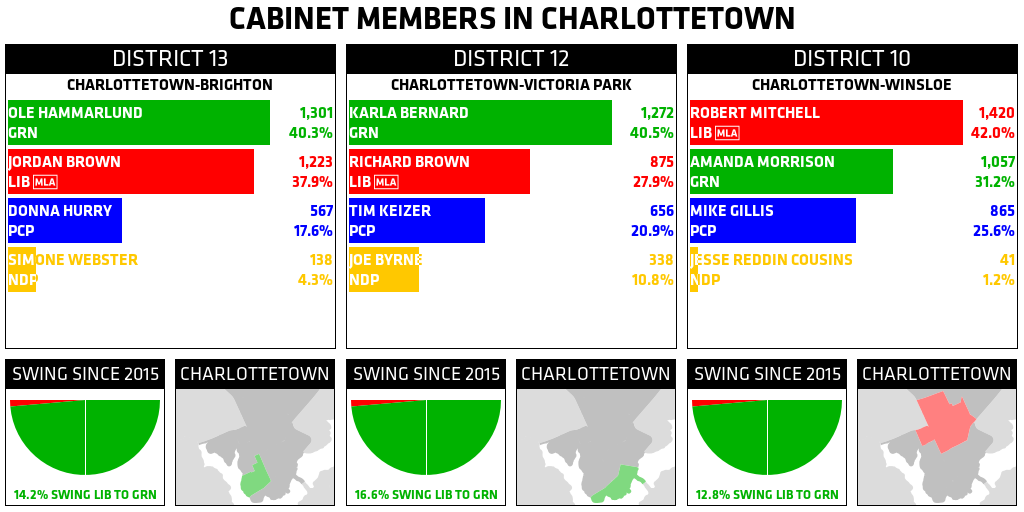 CABINET MEMBERS IN CHARLOTTETOWN
DISTRICT 13
CHARLOTTETOWN-BRIGHTON
OLE HAMMARLUND 1,301
GRN 40.3%
JORDAN BROWN 1,223
LIB MLA 37.9%
DONNA HURRY 567
PCP 17.6%
SIMONE WEBSTER 138
NDP 4.3%
DISTRICT 12
CHARLOTTETOWN-VICTORIA PARK
KARLA BERNARD 1,272
GRN 40.5%
RICHARD BROWN 875
LIB MLA 27.9%
TIM KEIZER 656
PCP 20.9%
JOE BYRNE 338
NDP 10.8%
DISTRICT 10
CHARLOTTETOWN-WINSLOE
ROBERT MITCHELL 1,420
LIB MLA 42.0%
AMANDA MORRISON 1,057
GRN 31.2%
MIKE GILLIS 865
PCP 25.6%
JESSE REDDIN COUSINS 41
NDP 1.2%
SWING SINCE 2015
14.2% SWING LIB TO GRN
CHARLOTTETOWN
SWING SINCE 2015
16.6% SWING LIB TO GRN
CHARLOTTETOWN
SWING SINCE 2015
12.8% SWING LIB TO GRN
CHARLOTTETOWN